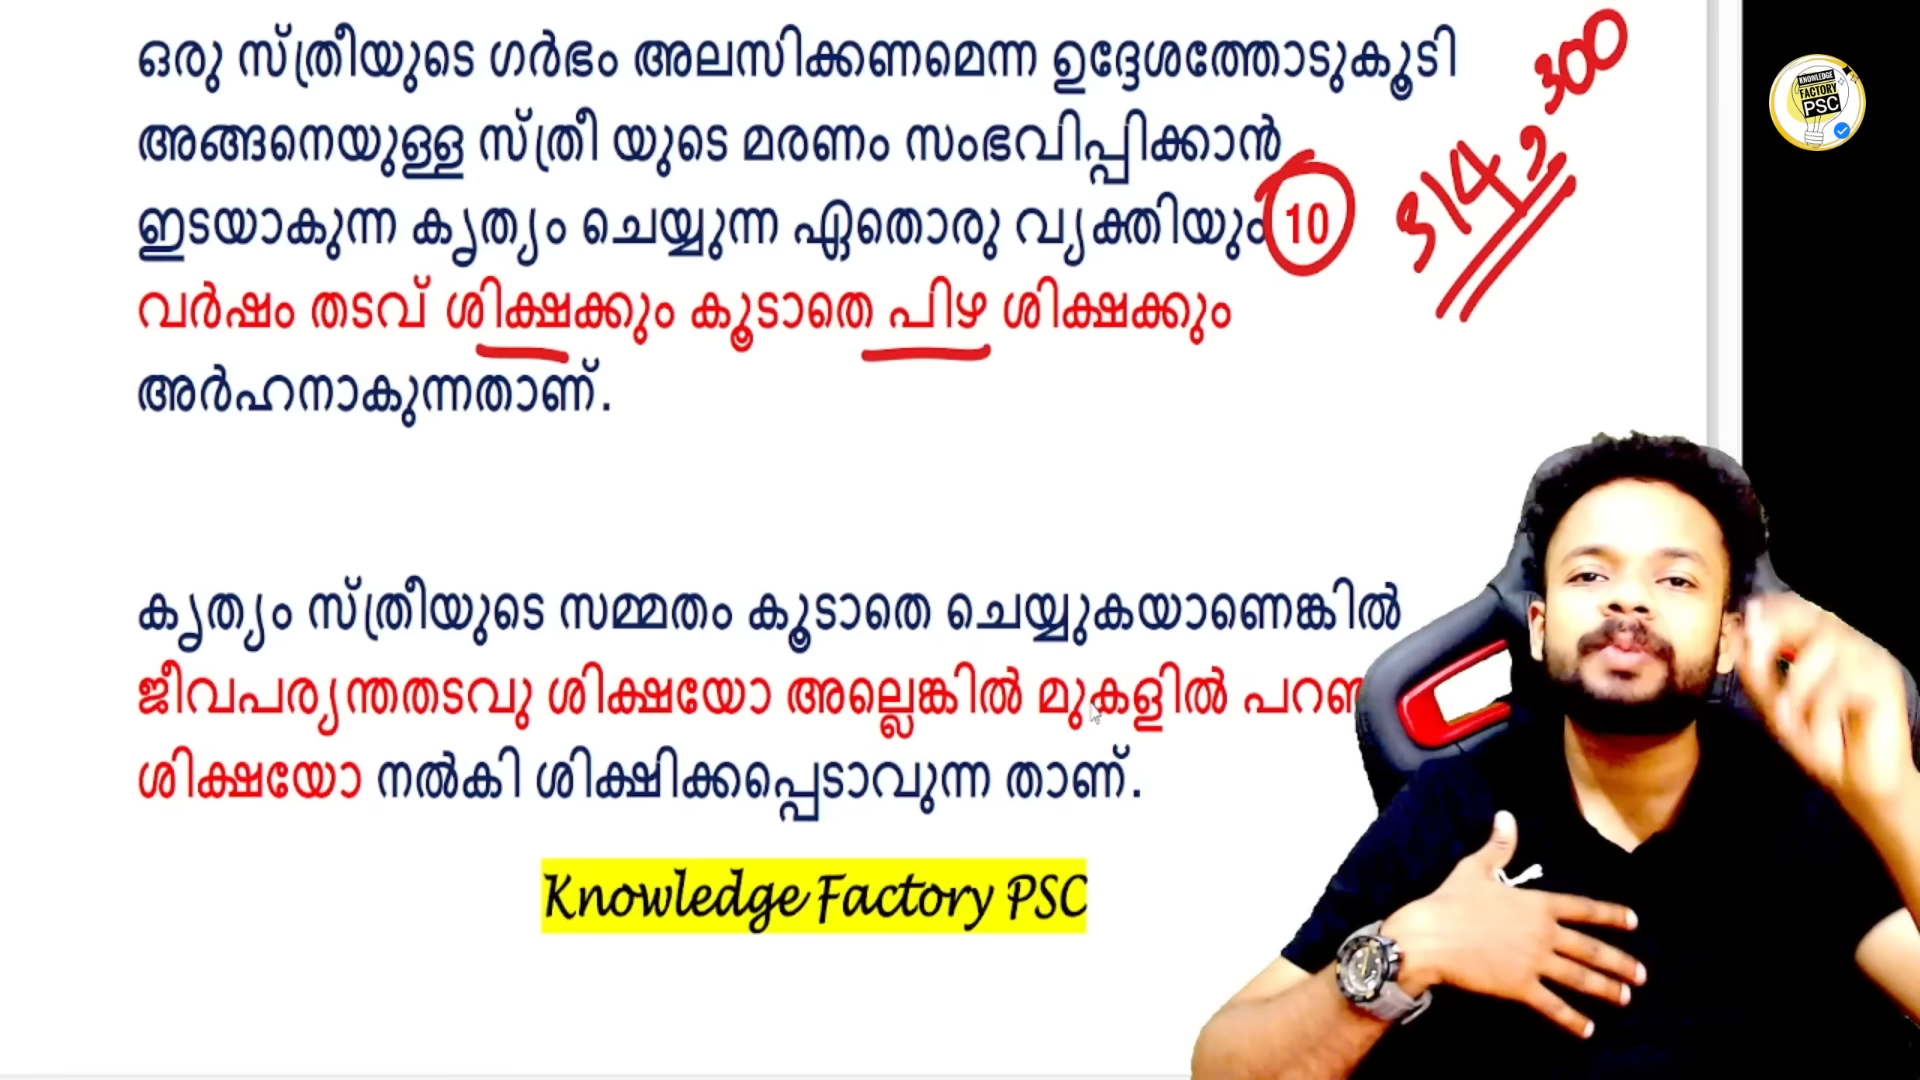 ഒരു സ്ത്രീയുടെ ഗർഭം അലസിക്കണമെന്ന ഉദ്ദേശത്തോടുകൂടി
അങ്ങനെയുള്ള സ്ത്രീ യുടെ മരണം സംഭവിപ്പിക്കാൻ
ഇടയാകുന്ന കൃത്യം ചെയ്യുന്ന ഏതൊരു വ്യക്തിയും 10
വർഷം തടവ് ശിക്ഷക്കും കൂടാതെ പിഴ ശിക്ഷക്കും
അർഹനാകുന്നതാണ്.
314, 300
KNOWLEDGE
FACTORY
PSC
കൃത്യം സ്ത്രീയുടെ സമ്മതം കൂടാതെ ചെയ്യുകയാണെങ്കിൽ
ജീവപര്യന്തതടവു ശിക്ഷയോ അല്ലെങ്കിൽ മുകളിൽ
ശിക്ഷയോ നൽകി ശിക്ഷിക്കപ്പെടാവുന്ന താണ്.
Knowledge Factory PSC